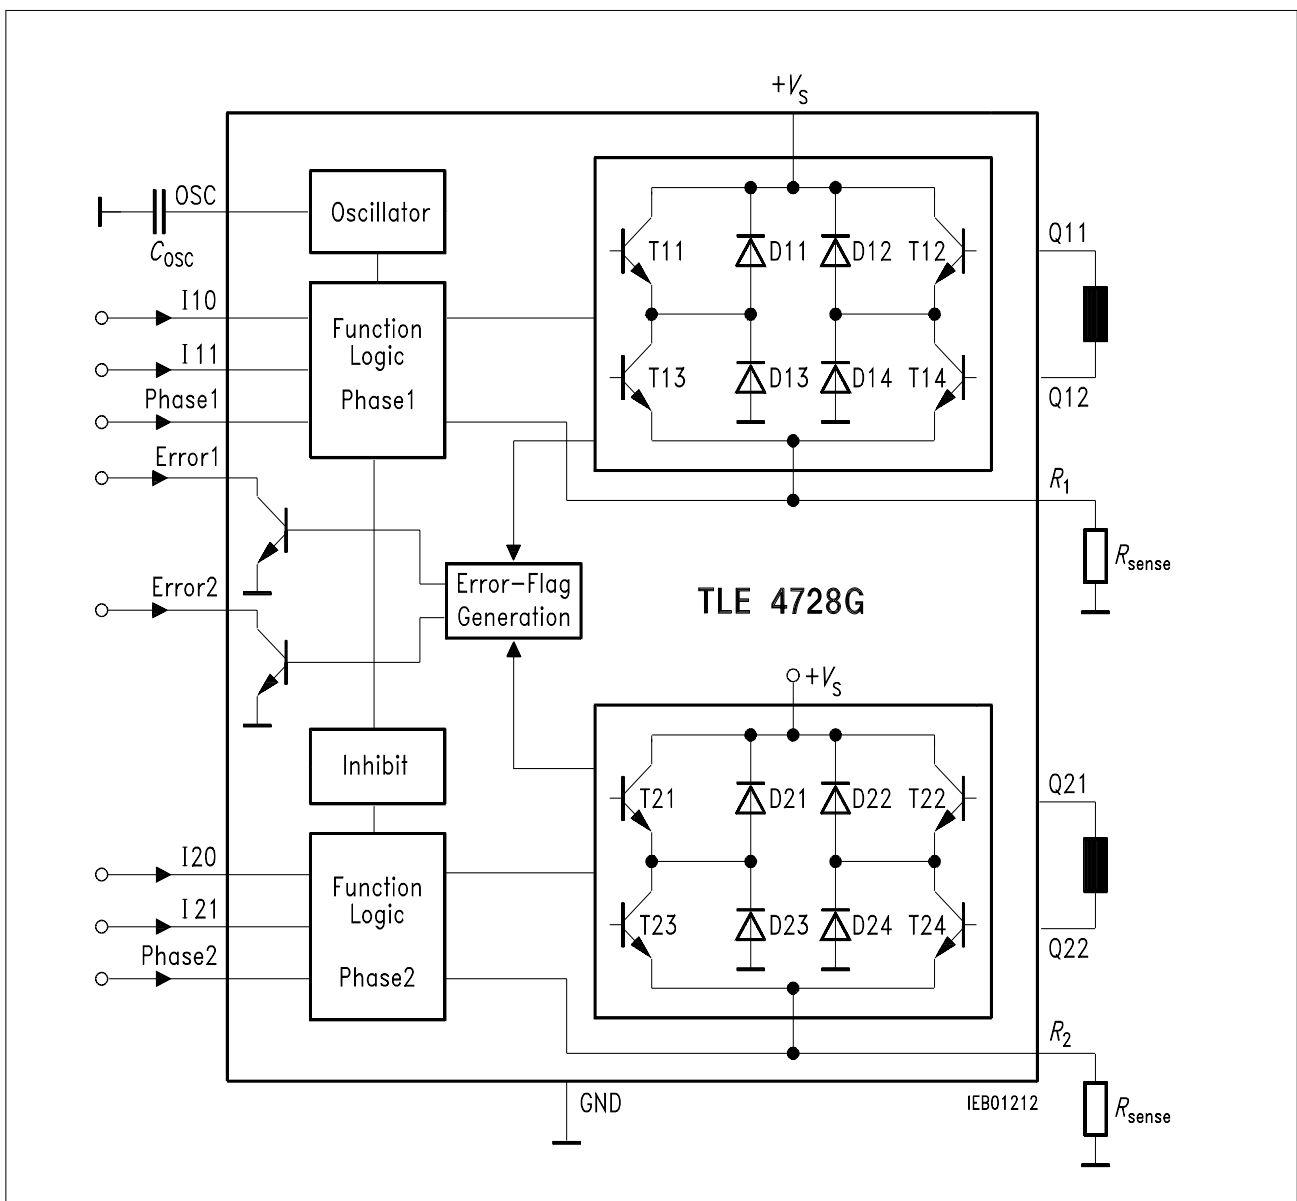 +VS
OSC
COSC
Oscillator
I10
I11
Phase1
Function
Logic
Phase1
T11
D11
D12
T12
T13
D13
D14
T14
Q11
Q12
Error1
R1
Rsense
Error2
Error-Flag
Generation
TLE 4728G
+VS
Inhibit
T21
D21
D22
T22
T23
D23
D24
T24
Q21
Q22
I20
I21
Phase2
Function
Logic
Phase2
R2
Rsense
GND
IEB01212